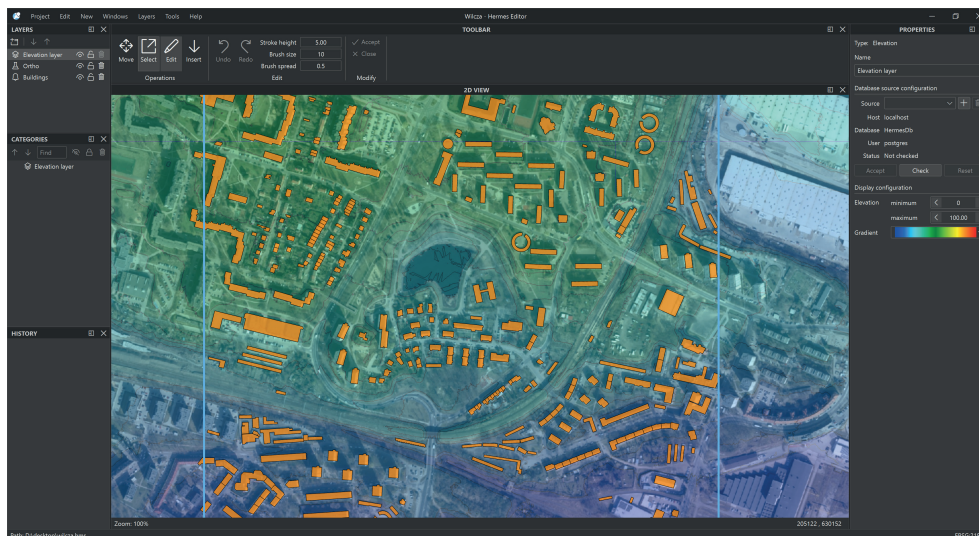 Project Edit New Windows Layers Tools Help
Wilcza - Hermes Editor
LAYERS
Elevation layer
Ortho
Buildings
CATEGORIES
Find
Elevation layer
HISTORY
TOOLBAR
Move Select Edit Insert
Operations
Undo Redo
Stroke height 5.00
Brush size 10
Brush spread 0.5
Edit
Accept
Close
Modify
2D VIEW
Zoom: 100%
205122 , 630152
PROPERTIES
Type: Elevation
Name
Elevation layer
Database source configuration
Source
Host localhost
Database HermesDb
User postgres
Status Not checked
Accept Check Reset
Display configuration
Elevation minimum 0
maximum 100.00
Gradient